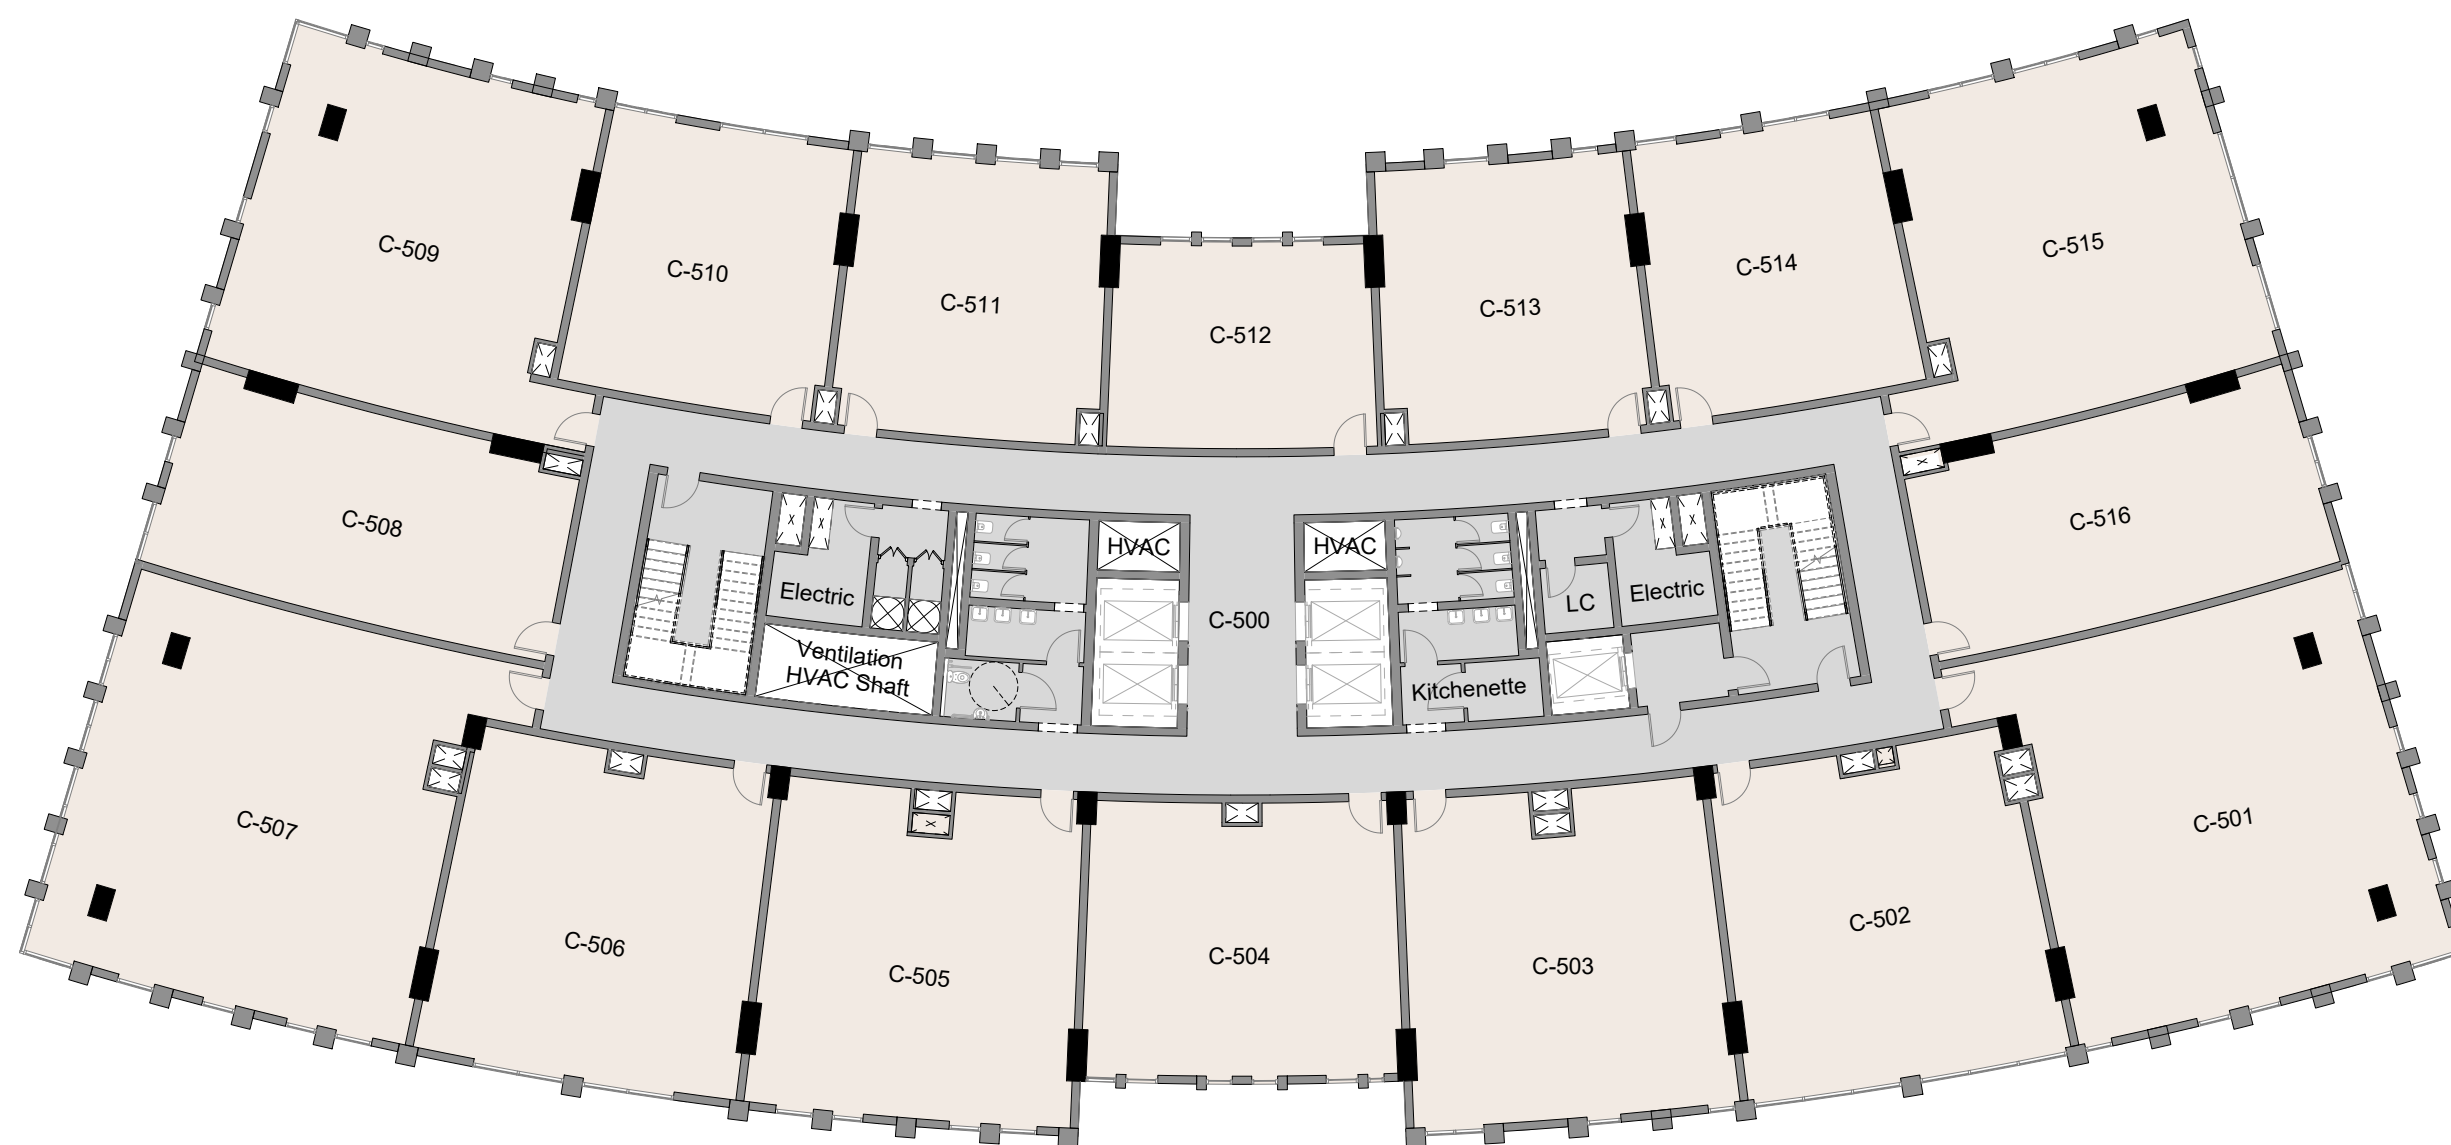 C-509
C-510
C-511
C-512
C-513
C-514
C-515
C-508
C-516
HVAC
HVAC
Electric
C-500
LC
Electric
Ventilation
HVAC Shaft
Kitchenette
C-507
C-506
C-505
C-504
C-503
C-502
C-501